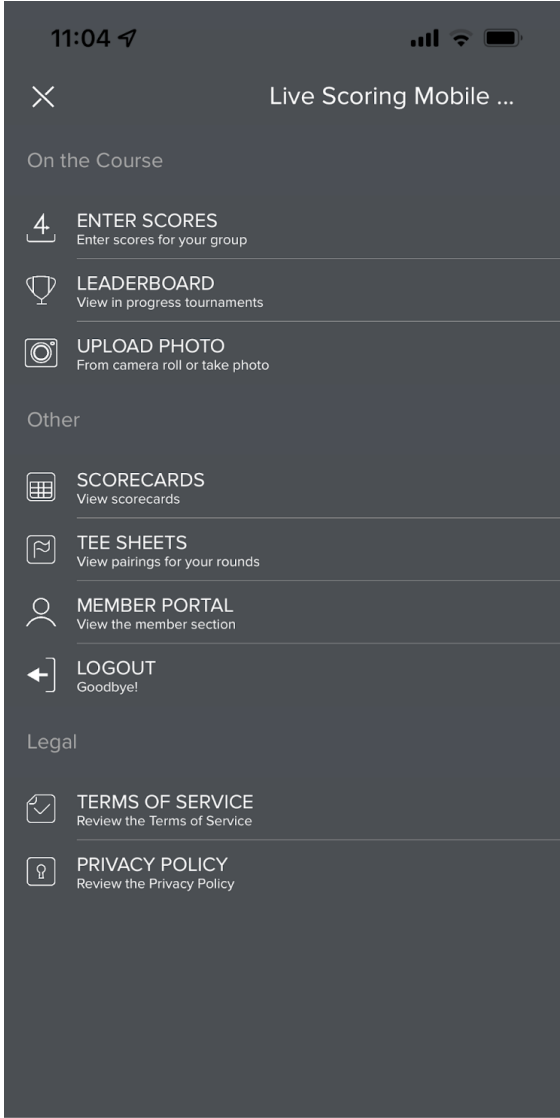 11:04
Live Scoring Mobile ...
On the Course
4
ENTER SCORES
Enter scores for your group
LEADERBOARD
View in progress tournaments
UPLOAD PHOTO
From camera roll or take photo
Other
SCORECARDS
View scorecards
TEE SHEETS
View pairings for your rounds
MEMBER PORTAL
View the member section
LOGOUT
Goodbye!
Legal
TERMS OF SERVICE
Review the Terms of Service
PRIVACY POLICY
Review the Privacy Policy